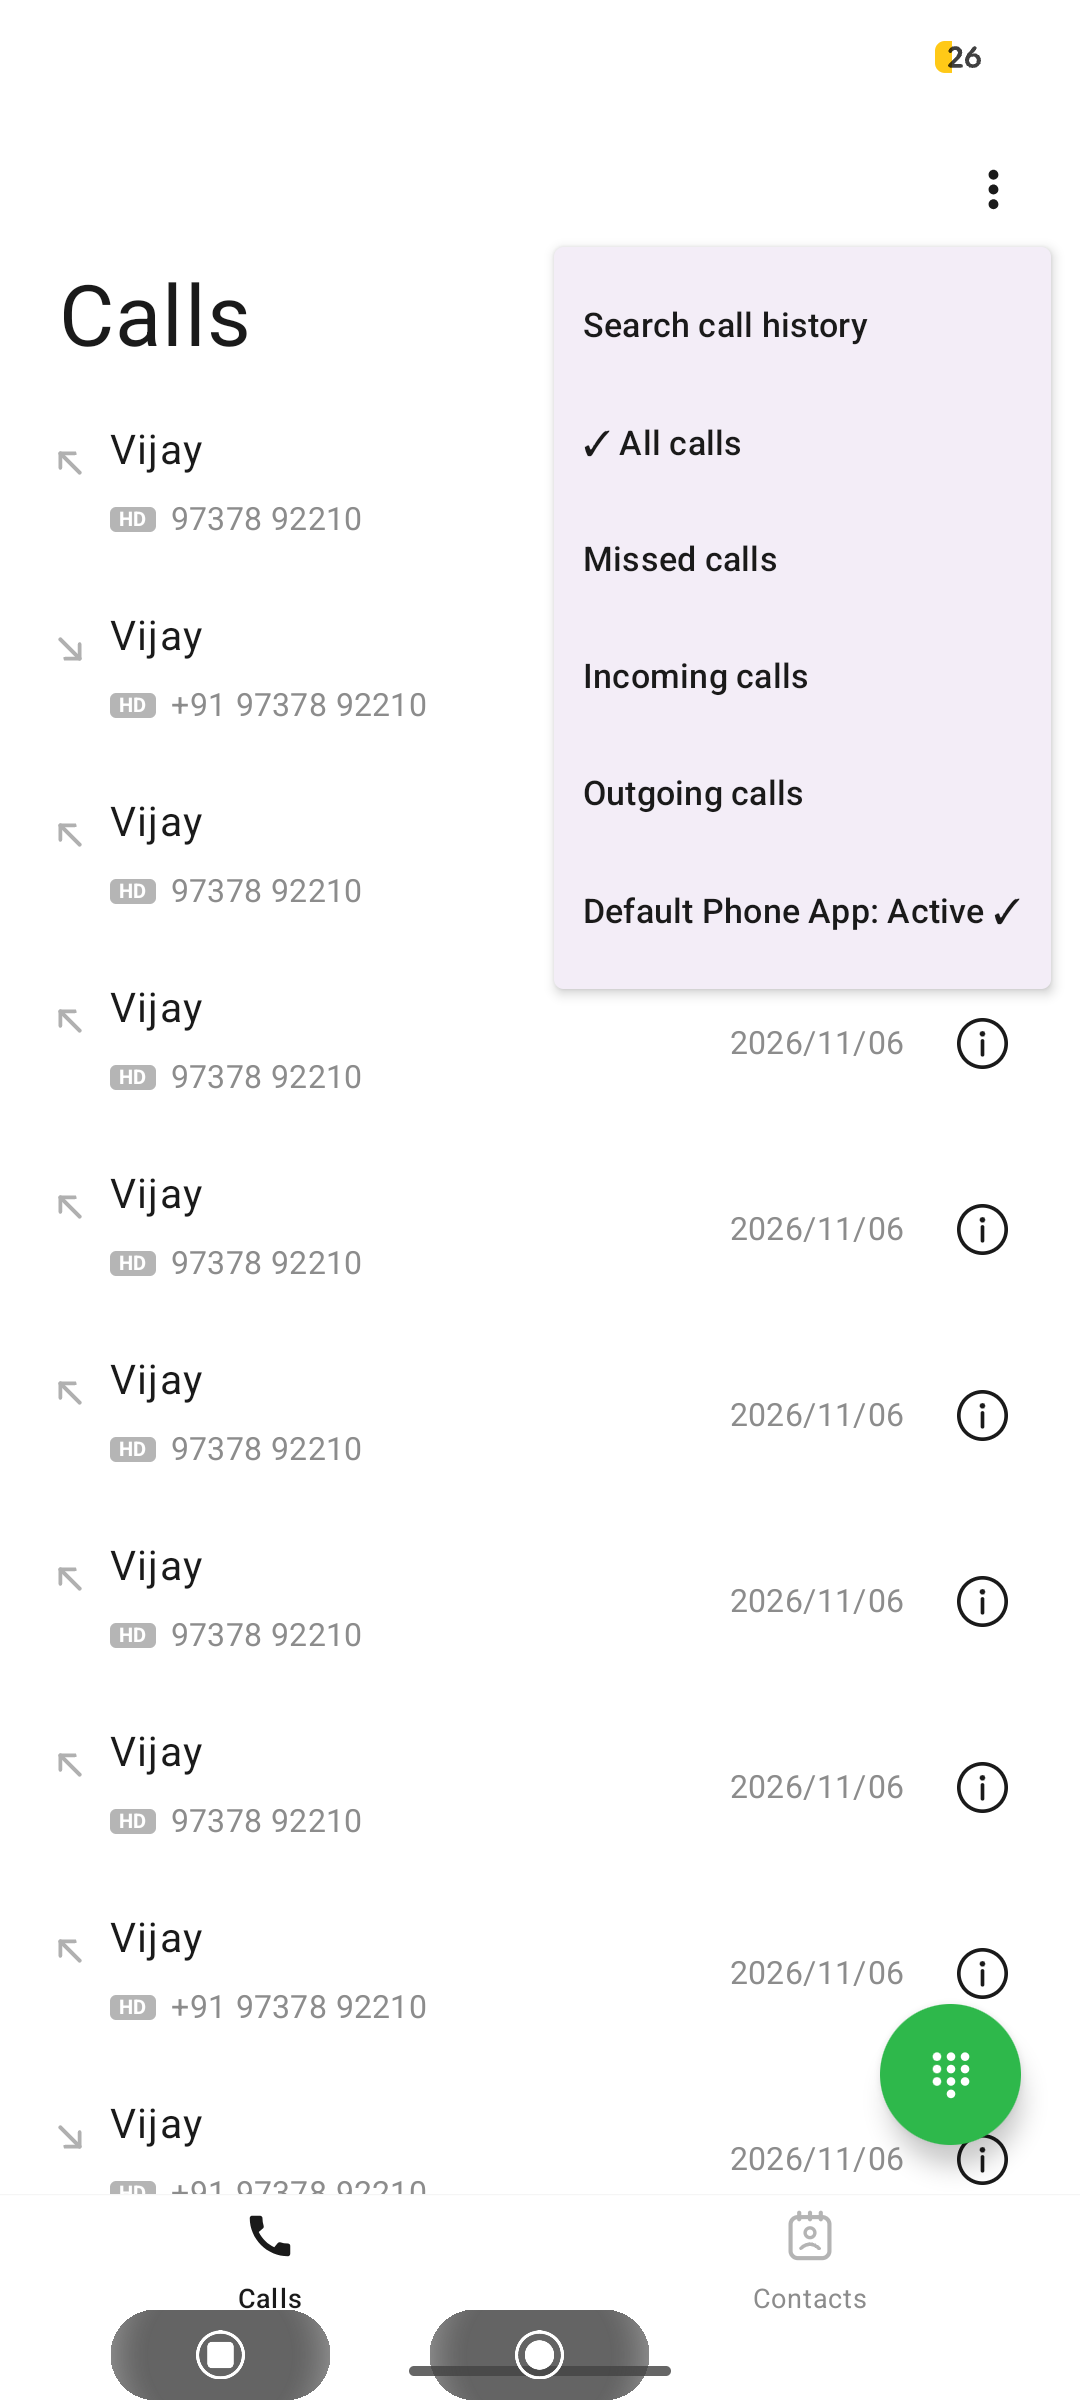 26
Calls
Search call history
✓ All calls
Missed calls
Incoming calls
Outgoing calls
Default Phone App: Active ✓
Vijay
HD 97378 92210
Vijay
HD +91 97378 92210
Vijay
HD 97378 92210
Vijay
HD 97378 92210
2026/11/06
Vijay
HD 97378 92210
2026/11/06
Vijay
HD 97378 92210
2026/11/06
Vijay
HD 97378 92210
2026/11/06
Vijay
HD 97378 92210
2026/11/06
Vijay
HD +91 97378 92210
2026/11/06
Vijay
HD +91 97378 92210
2026/11/06
Calls
Contacts